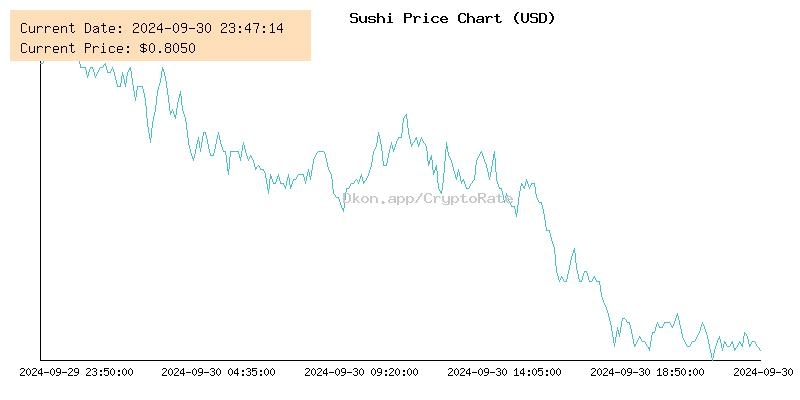 Sushi Price Chart (USD)
Current Date: 2024-09-30 23:47:14
Current Price: $0.8050
Dkon.app/CryptoRate
2024-09-29 23:50:00 2024-09-30 04:35:00 2024-09-30 09:20:00 2024-09-30 14:05:00 2024-09-30 18:50:00 2024-09-30